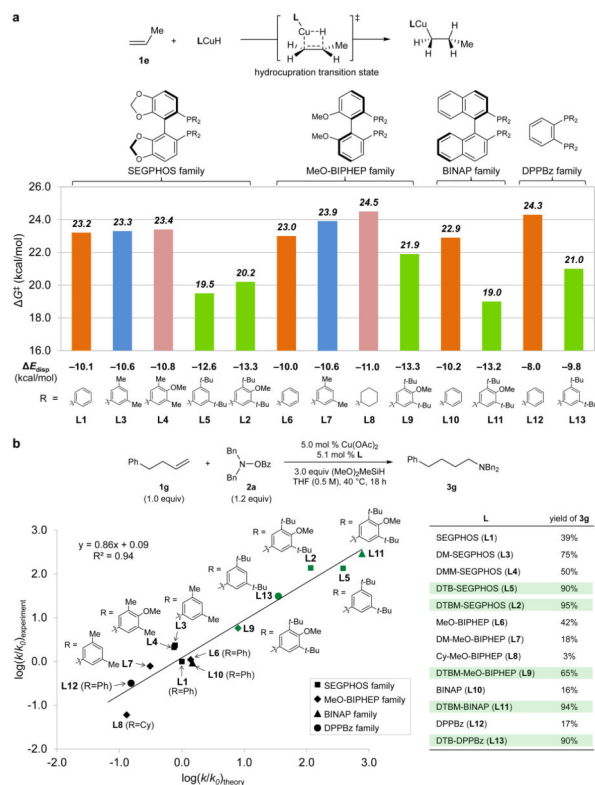 a
L
Cu H
H H
H Me
H
‡
LCu H
H Me
H H
Me
1e
+ LCuH
hydrocupration transition state
O O PR2 PR2 O O
MeO PR2 MeO PR2
PR2 PR2
PR2 PR2
SEGPHOS family MeO-BIPHEP family BINAP family DPPBz family
ΔG‡ (kcal/mol)
26.0
24.0
22.0
20.0
18.0
16.0
23.2 23.3 23.4 19.5 20.2 23.0 23.9 24.5 21.9 22.9 19.0 24.3 21.0
ΔEdisp –10.1 –10.6 –10.8 –12.6 –13.3 –10.0 –10.6 –11.0 –13.3 –10.2 –13.2 –8.0 –9.8
(kcal/mol)
R =
Me Me
Me OMe Me
t-Bu t-Bu
t-Bu OMe t-Bu
Me Me
t-Bu OMe t-Bu
t-Bu OMe t-Bu
t-Bu t-Bu
L1 L3 L4 L5 L2 L6 L7 L8 L9 L10 L11 L12 L13
b
Ph
1g
(1.0 equiv)
+
Bn N OBz Bn
2a
(1.2 equiv)
5.0 mol % Cu(OAc)2
5.1 mol % L
3.0 equiv (MeO)2MeSiH
THF (0.5 M), 40 °C, 18 h
Ph NBn2
3g
log(k/k0)experiment
3.0
2.0
1.0
0.0
-1.0
-2.0
y = 0.86x + 0.09
R² = 0.94
R = t-Bu OMe t-Bu
L2
R = t-Bu OMe t-Bu
L11
R = t-Bu t-Bu
L13
L5
R = t-Bu t-Bu
R = Me OMe Me
L4
R = Me Me
L3
R = t-Bu OMe t-Bu
L9
R = Me Me
L7
L6 (R=Ph)
L1
(R=Ph)
L10 (R=Ph)
L12 (R=Ph)
L8 (R=Cy)
SEGPHOS family
MeO-BIPHEP family
BINAP family
DPPBz family
-2.0 -1.0 0.0 1.0 2.0 3.0
log(k/k0)theory
L yield of 3g
SEGPHOS (L1) 39%
DM-SEGPHOS (L3) 75%
DMM-SEGPHOS (L4) 50%
DTB-SEGPHOS (L5) 90%
DTBM-SEGPHOS (L2) 95%
MeO-BIPHEP (L6) 42%
DM-MeO-BIPHEP (L7) 18%
Cy-MeO-BIPHEP (L8) 3%
DTBM-MeO-BIPHEP (L9) 65%
BINAP (L10) 16%
DTBM-BINAP (L11) 94%
DPPBz (L12) 17%
DTB-DPPBz (L13) 90%